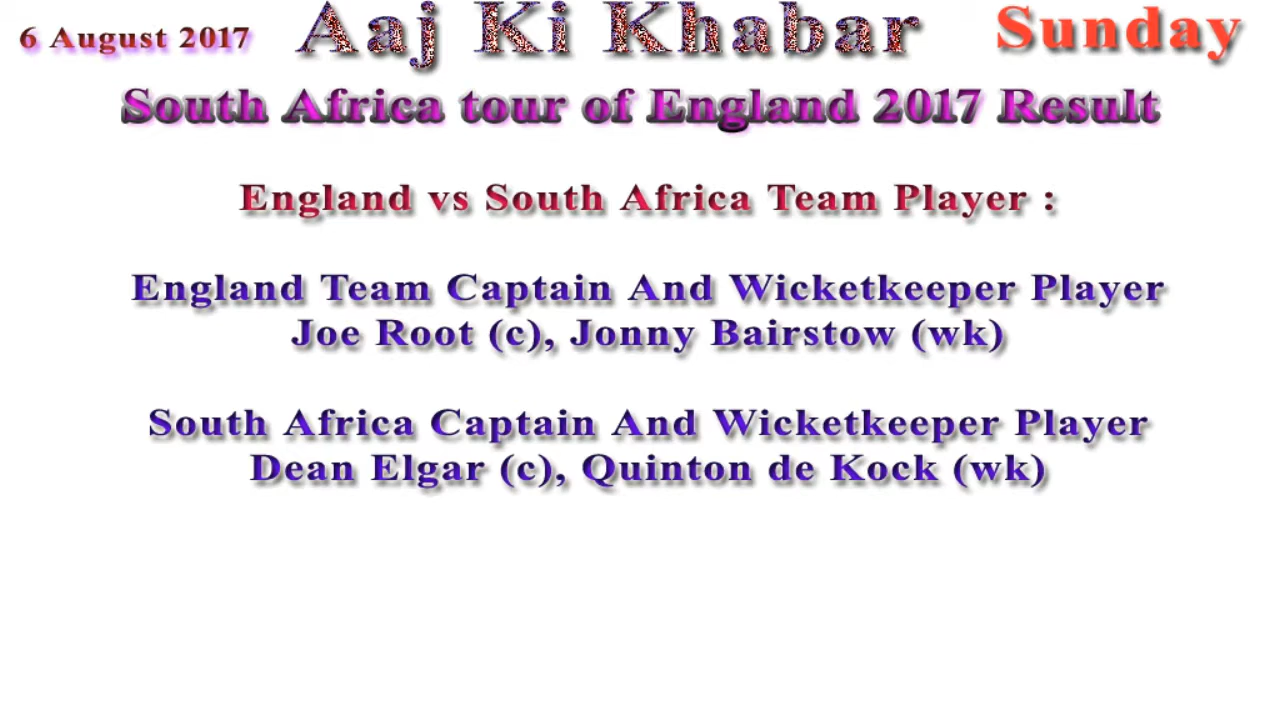 6 August 2017 Aaj Ki Khabar Sunday
South Africa tour of England 2017 Result
England vs South Africa Team Player :
England Team Captain And Wicketkeeper Player
Joe Root (c), Jonny Bairstow (wk)
South Africa Captain And Wicketkeeper Player
Dean Elgar (c), Quinton de Kock (wk)